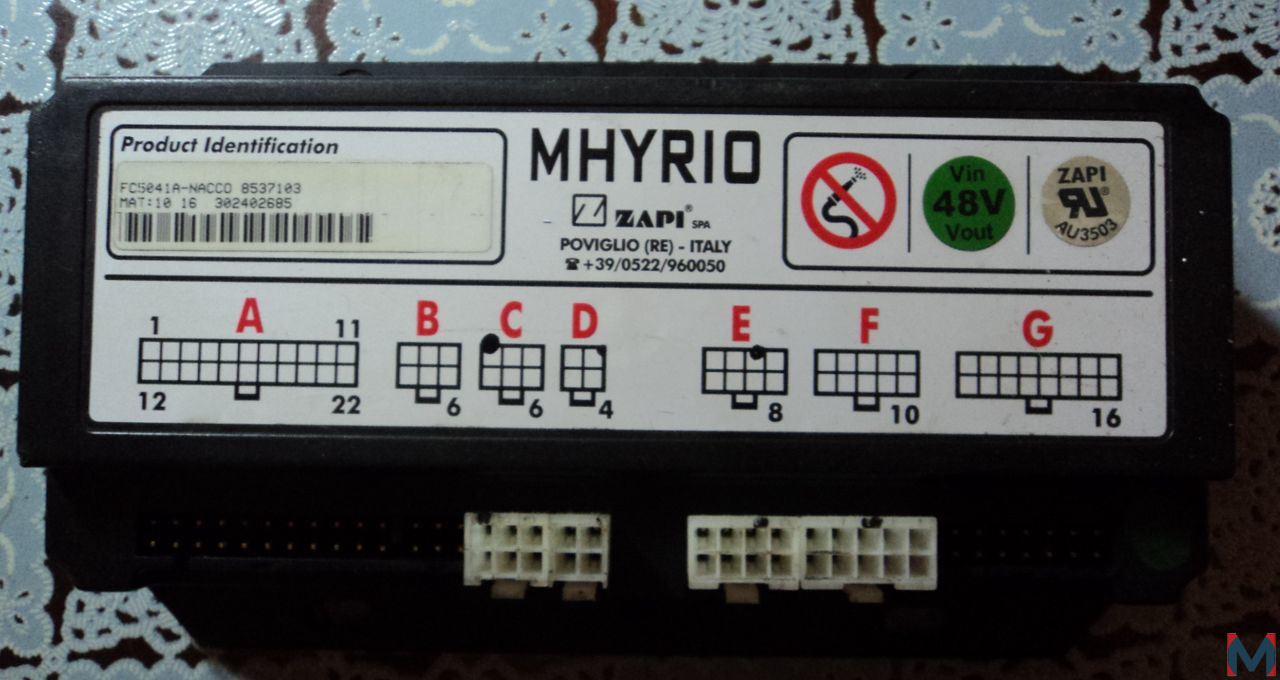 Product Identification
FC5041A-NACCO 8537103
MAT:10 16 302402685
MHYRIO
ZAPI® SPA
POVIGLIO (RE) - ITALY
☎+39/0522/960050
Vin
48V
Vout
ZAPI
®
AU3503
A B C D E F G
1 11
12 22 6 6 4 8 10 16
M